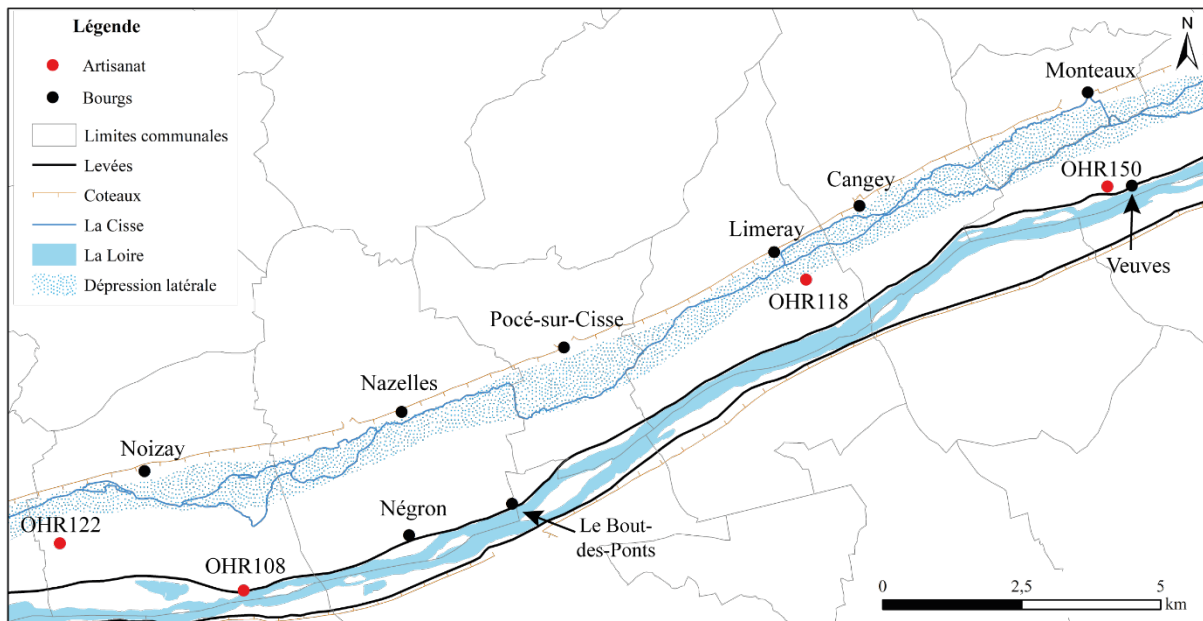 Légende
Artisanat
Bourgs
Limites communales
Levées
Coteaux
La Cisse
La Loire
Dépression latérale
N
Monteaux
OHR150
Cangey
Limeray
Veuves
OHR118
Pocé-sur-Cisse
Nazelles
Noizay
Négron
Le Bout-
des-Ponts
OHR122
OHR108
0 2,5 5
km